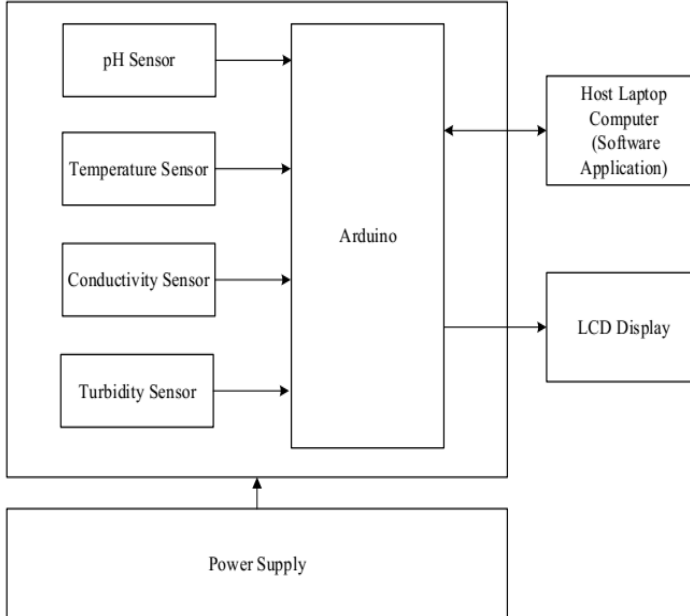 pH Sensor
Temperature Sensor
Conductivity Sensor
Turbidity Sensor
Arduino
Host Laptop
Computer
(Software
Application)
LCD Display
Power Supply